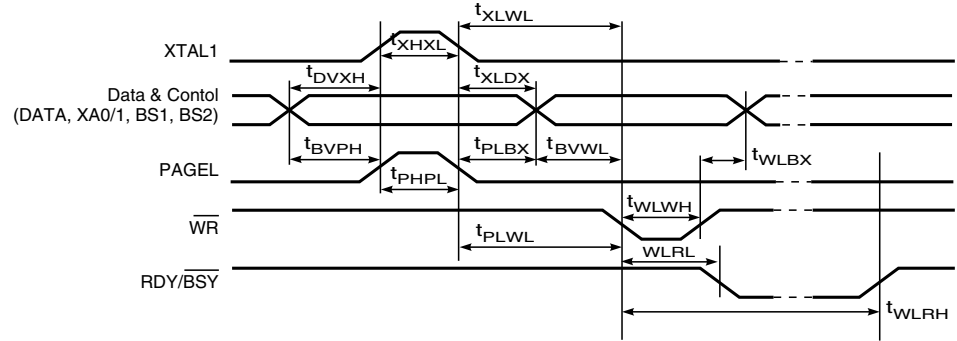 tXLWL
XTAL1
tXHXL
tDVXH
tXLDX
Data & Contol
(DATA, XA0/1, BS1, BS2)
tBVPH
tPLBX
tBVWL
tWLBX
PAGEL
tPHPL
tWLWH
WR
tPLWL
WLRL
RDY/BSY
tWLRH